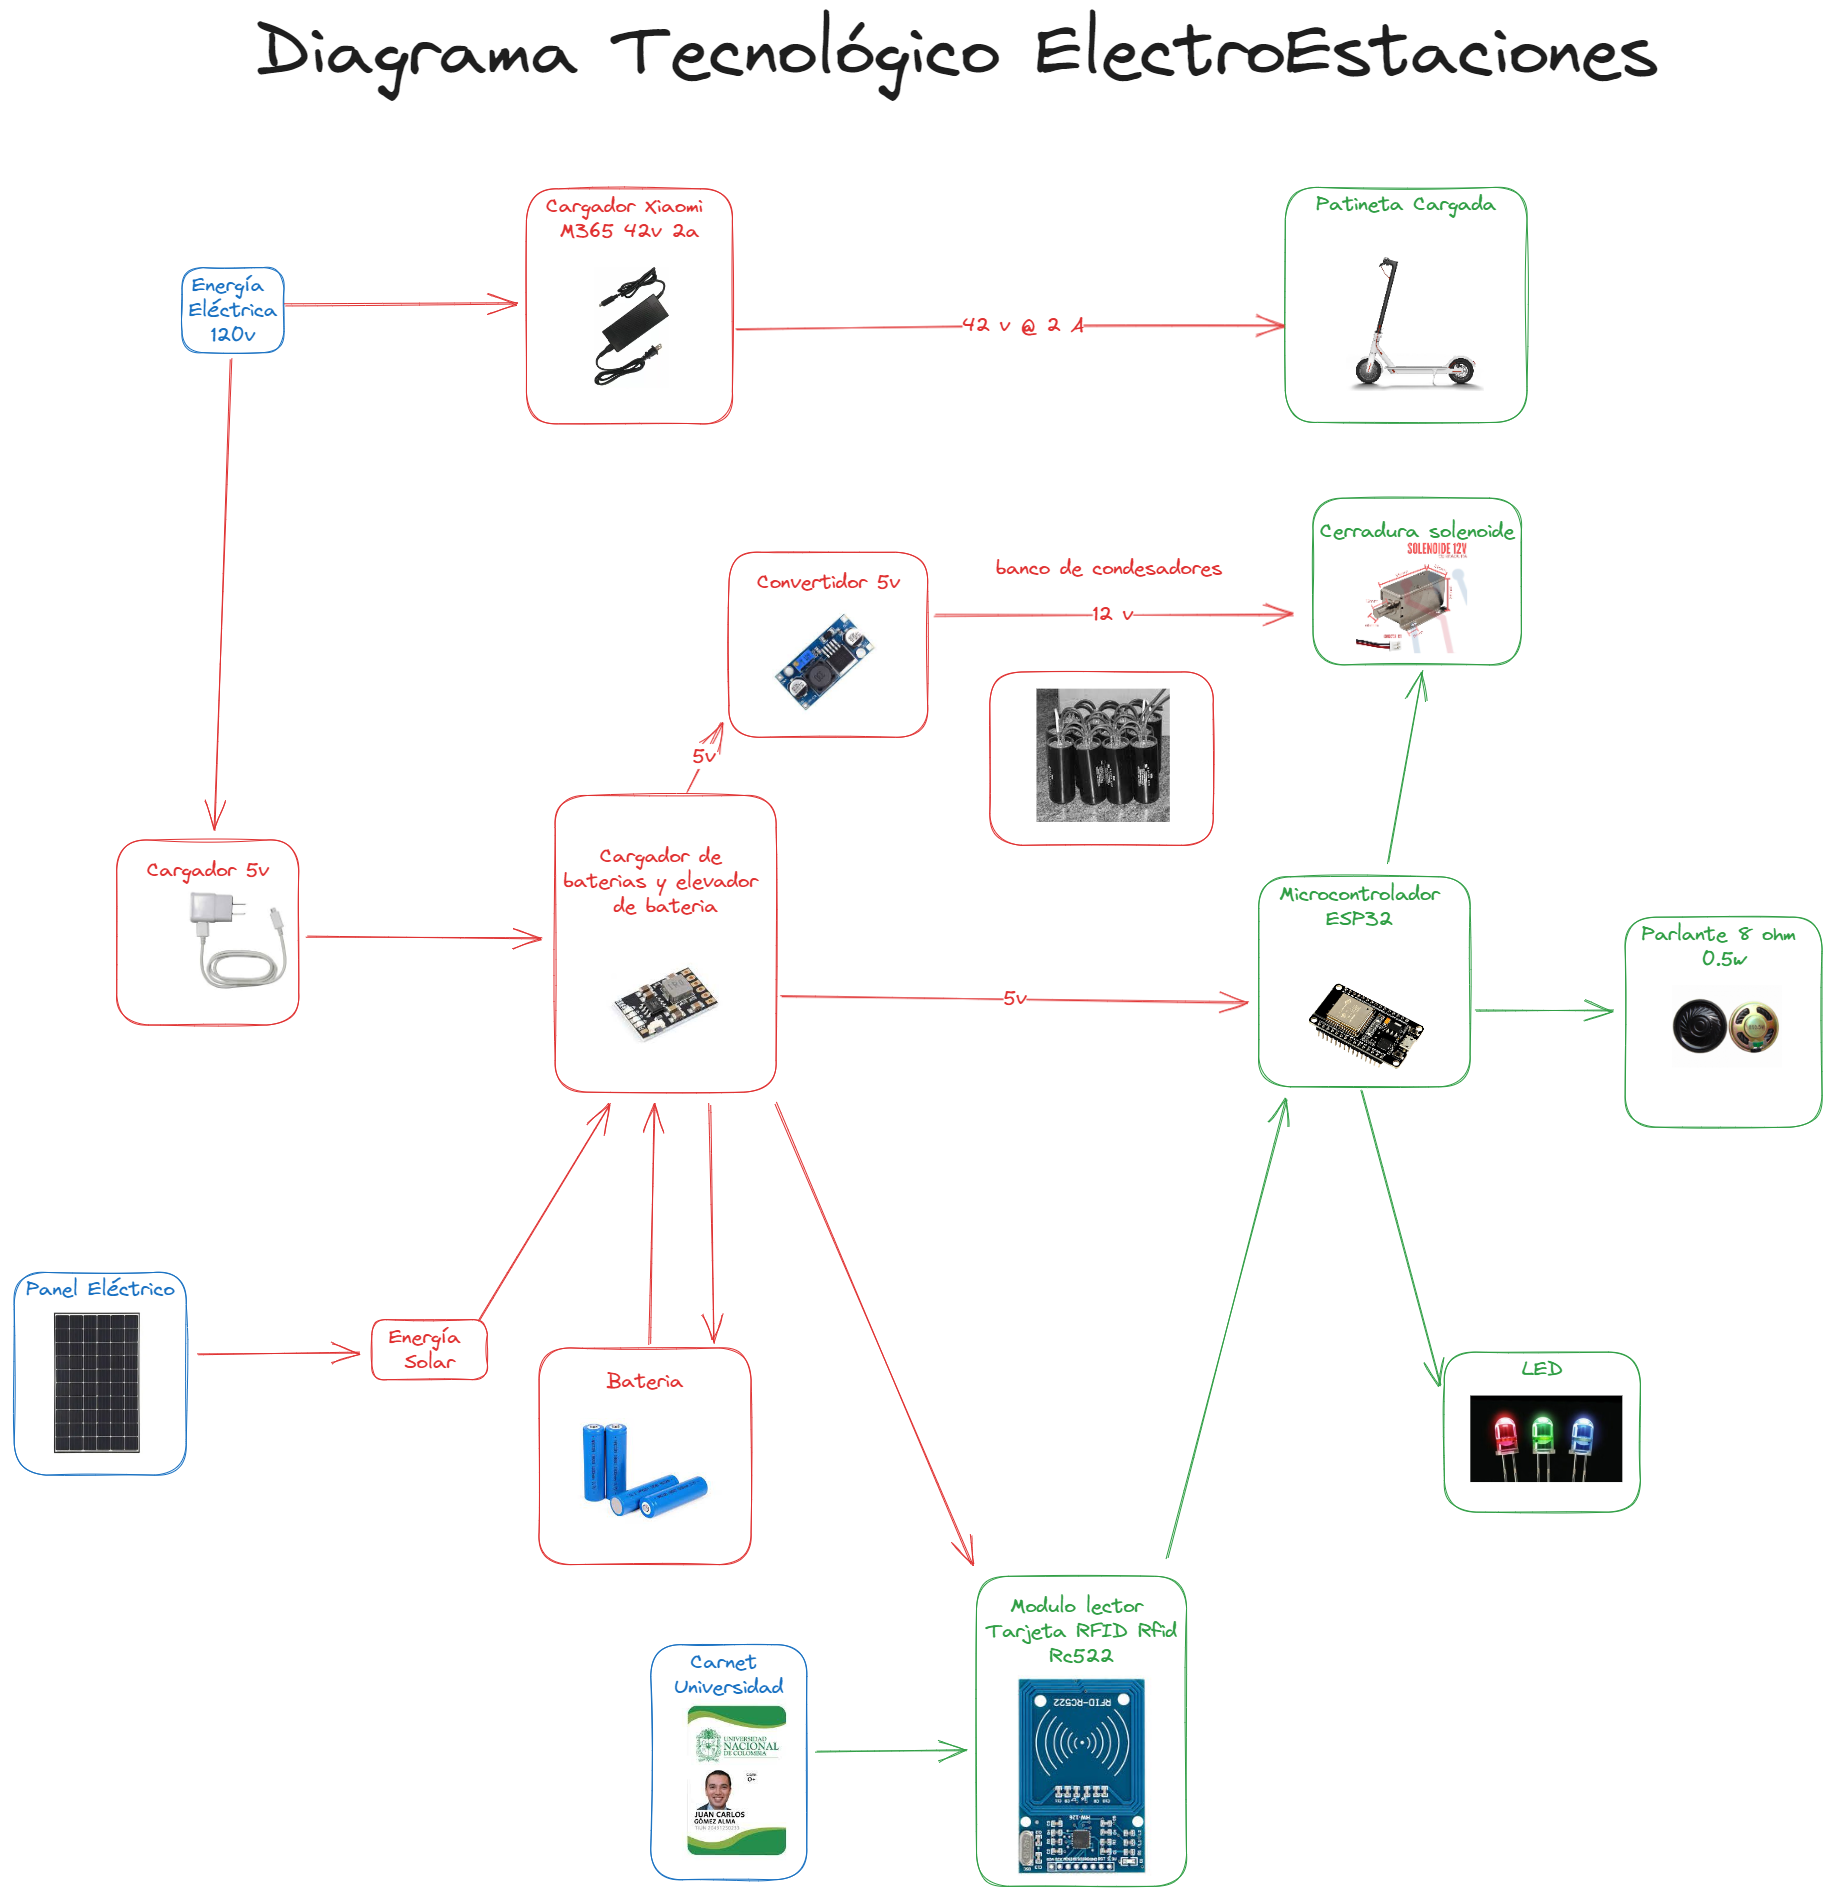 Diagrama Tecnológico ElectroEstaciones
Cargador Xiaomi
M365 42v 2a
Patineta Cargada
Energía
Eléctrica
120v
42 v @ 2 A
Cerradura solenoide
SOLENOIDE 12V
Convertidor 5v
banco de condesadores
12 v
5v
Cargador de
baterias y elevador
de bateria
Cargador 5v
Microcontrolador
ESP32
Parlante 8 ohm
0.5w
5v
Panel Eléctrico
Energía
Solar
Bateria
LED
Modulo lector
Tarjeta RFID Rfid
Rc522
RFID-RC522
Carnet
Universidad
UNIVERSIDAD
NACIONAL
DE COLOMBIA
O+
JUAN CARLOS
GÓMEZ ALMA